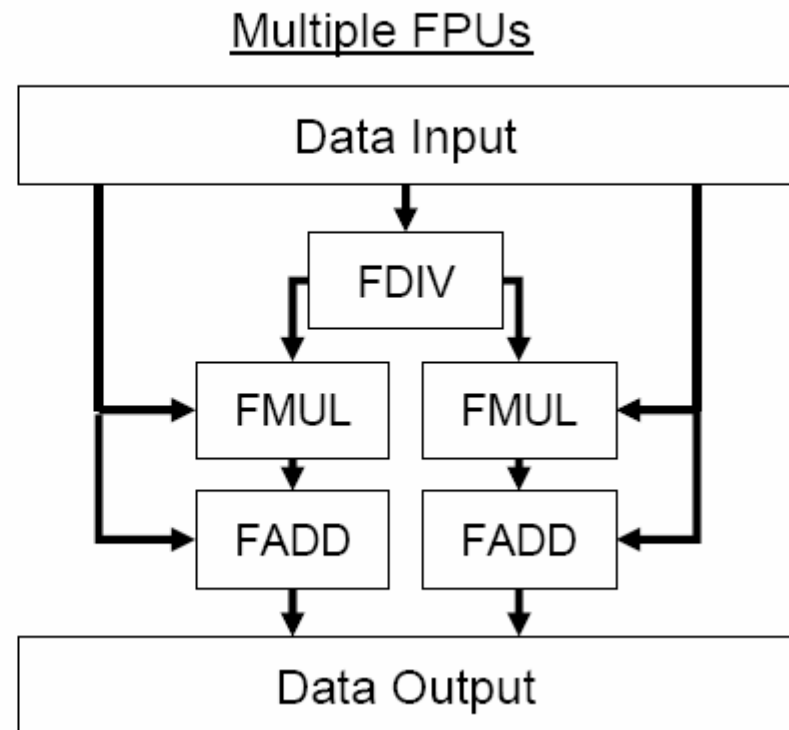 Multiple FPUs
Data Input
FDIV
FMUL FMUL
FADD FADD
Data Output